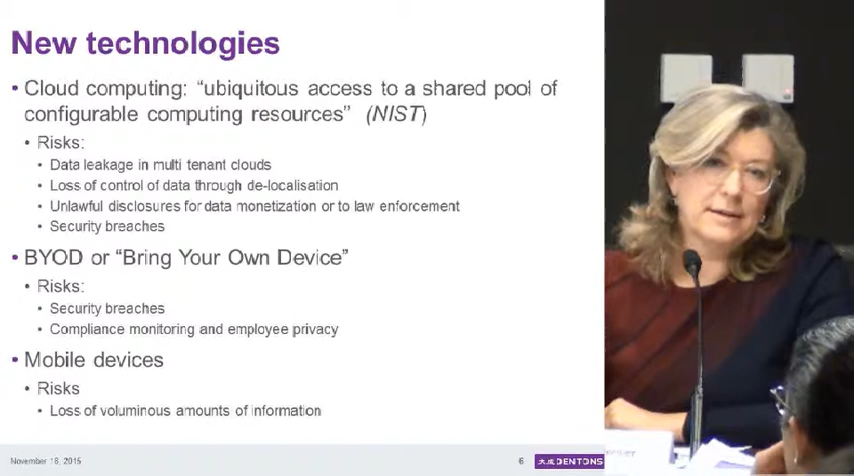 New technologies
• Cloud computing: “ubiquitous access to a shared pool of
configurable computing resources” (NIST)
• Risks:
• Data leakage in multi tenant clouds
• Loss of control of data through de-localisation
• Unlawful disclosures for data monetization or to law enforcement
• Security breaches
• BYOD or “Bring Your Own Device”
• Risks:
• Security breaches
• Compliance monitoring and employee privacy
• Mobile devices
• Risks
• Loss of voluminous amounts of information
November 18, 2015
6
大成 DENTONS